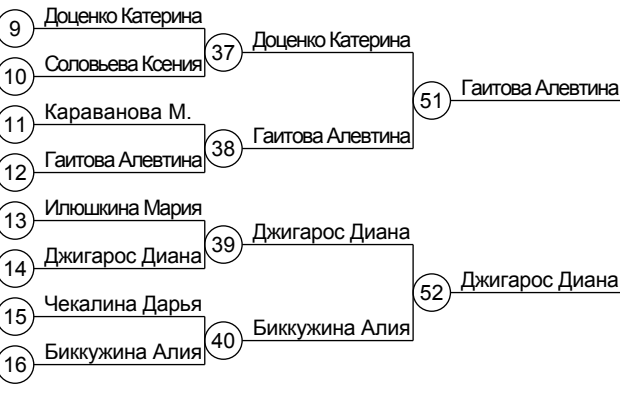 9 Доценко Катерина
10 Соловьева Ксения
37 Доценко Катерина
11 Караванова М.
12 Гаитова Алевтина
38 Гаитова Алевтина
51 Гаитова Алевтина
13 Илюшкина Мария
14 Джигарос Диана
39 Джигарос Диана
15 Чекалина Дарья
16 Биккужина Алия
40 Биккужина Алия
52 Джигарос Диана